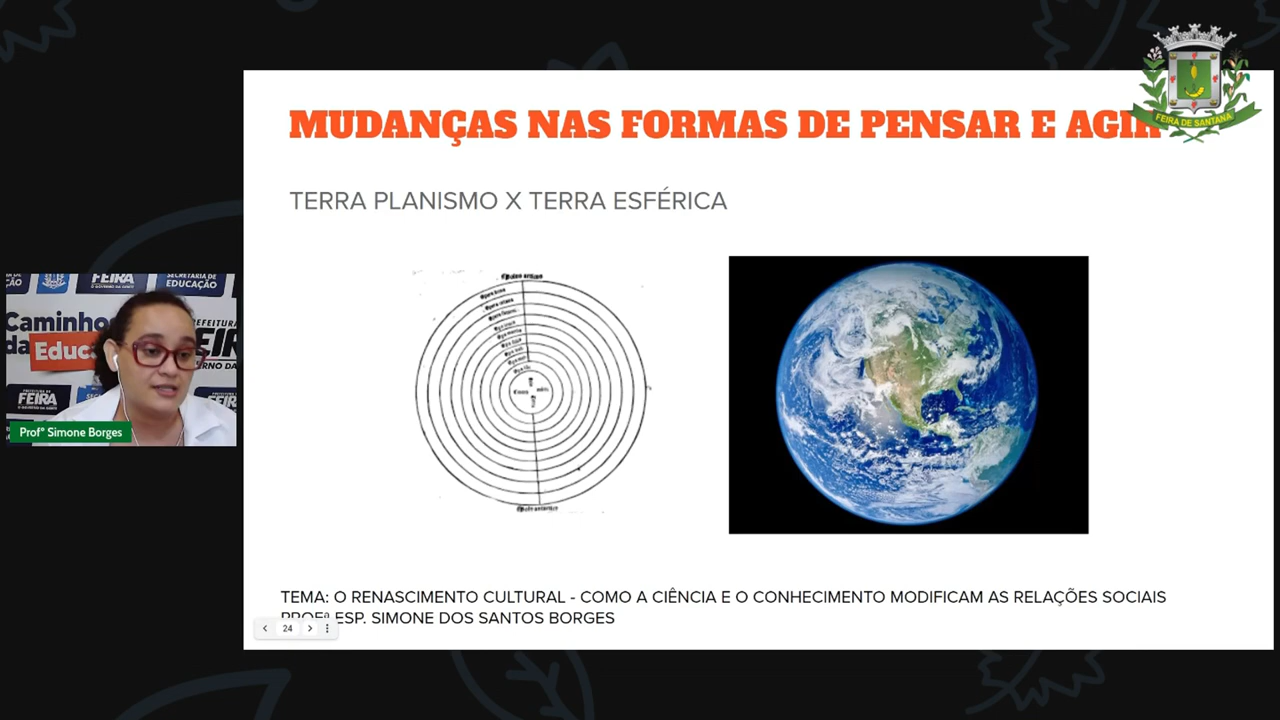 MUDANÇAS NAS FORMAS DE PENSAR E AGIR
FEIRA DE SANTANA
TERRA PLANISMO X TERRA ESFÉRICA
FEIRA
SECRETARIA DE
EDUCAÇÃO
Caminho
da
Educ
FEIRA
Profª Simone Borges
TEMA: O RENASCIMENTO CULTURAL - COMO A CIÊNCIA E O CONHECIMENTO MODIFICAM AS RELAÇÕES SOCIAIS
PROFª ESP. SIMONE DOS SANTOS BORGES
24